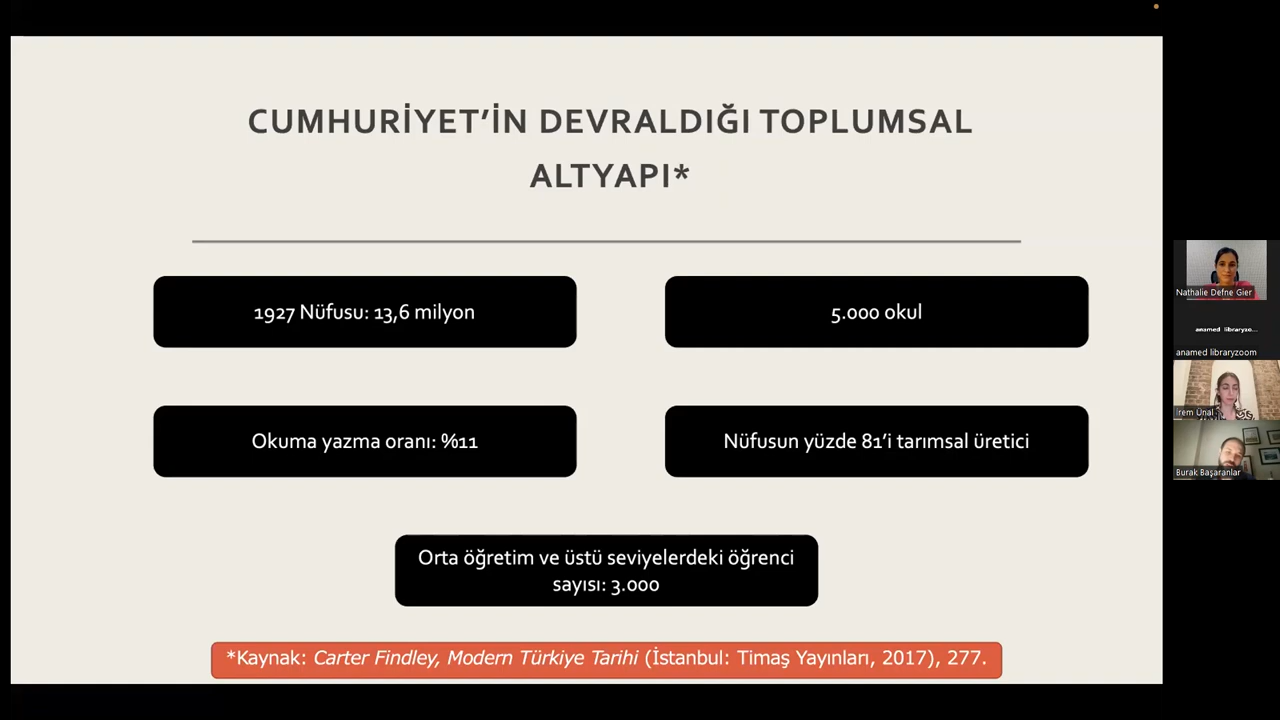 CUMHURİYET’İN DEVRALDIĞI TOPLUMSAL
ALTYAPI*
1927 Nüfusu: 13,6 milyon
5.000 okul
Okuma yazma oranı: %11
Nüfusun yüzde 81’i tarımsal üretici
Orta öğretim ve üstü seviyelerdeki öğrenci
sayısı: 3.000
*Kaynak: Carter Findley, Modern Türkiye Tarihi (İstanbul: Timaş Yayınları, 2017), 277.
Nathalie Defne Gier
anamed libraryzo...
anamed libraryzoom
İrem Ünal
Burak Başaranlar